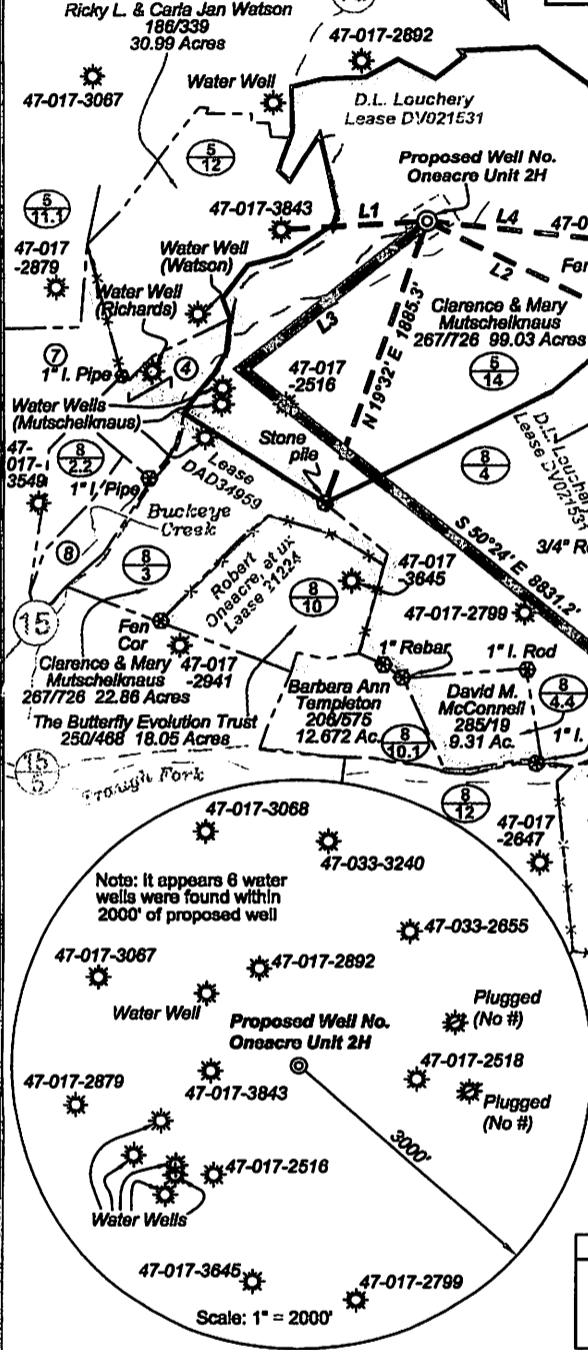 Ricky L. & Carla Jan Watson
186/339
30.99 Acres
47-017-2892
47-017-3067
Water Well
D.L. Louchery
Lease DV021531
5
12
Proposed Well No.
Oneacre Unit 2H
5
11.1
47-017-3843
L1
L4
47-0
47-017
-2879
Water Well
(Watson)
L2
Fen
Water Well
(Richards)
L3
N 19°32' E 1885.3'
Clarence & Mary
Mutschelknaus
267/726 99.03 Acres
5
14
7
1" I. Pipe
4
47-017
-2516
Water Wells
(Mutschelknaus)
Stone
pile
D.L. Louchery
Lease DV021531
8
4
47-
017-
3549
8
2.2
1" I. Pipe
Lease
DAD34959
Buckeye
Creek
S 50°24' E 8831.2'
3/4" R
8
8
3
Robert
Oneacre, et ux
Lease 21224
8
10
47-017
-3645
47-017-2799
15
Fen
Cor
47-017
-2941
1" Rebar
1" I. Rod
Clarence & Mary
Mutschelknaus
267/726 22.86 Acres
Barbara Ann
Templeton
206/575
12.672 Ac.
David M.
McConnell
285/19
9.31 Ac.
8
4.4
The Butterfly Evolution Trust
250/468 18.05 Acres
8
10.1
1" I.
15
5
Trough Fork
8
12
47-017
-2647
47-017-3068
47-033-3240
Note: It appears 6 water
wells were found within
2000' of proposed well
47-033-2655
47-017-3067
47-017-2892
Water Well
Plugged
(No #)
Proposed Well No.
Oneacre Unit 2H
47-017-2518
47-017-2879
47-017-3843
Plugged
(No #)
3000'
47-017-2516
Water Wells
47-017-3645
47-017-2799
Scale: 1" = 2000'